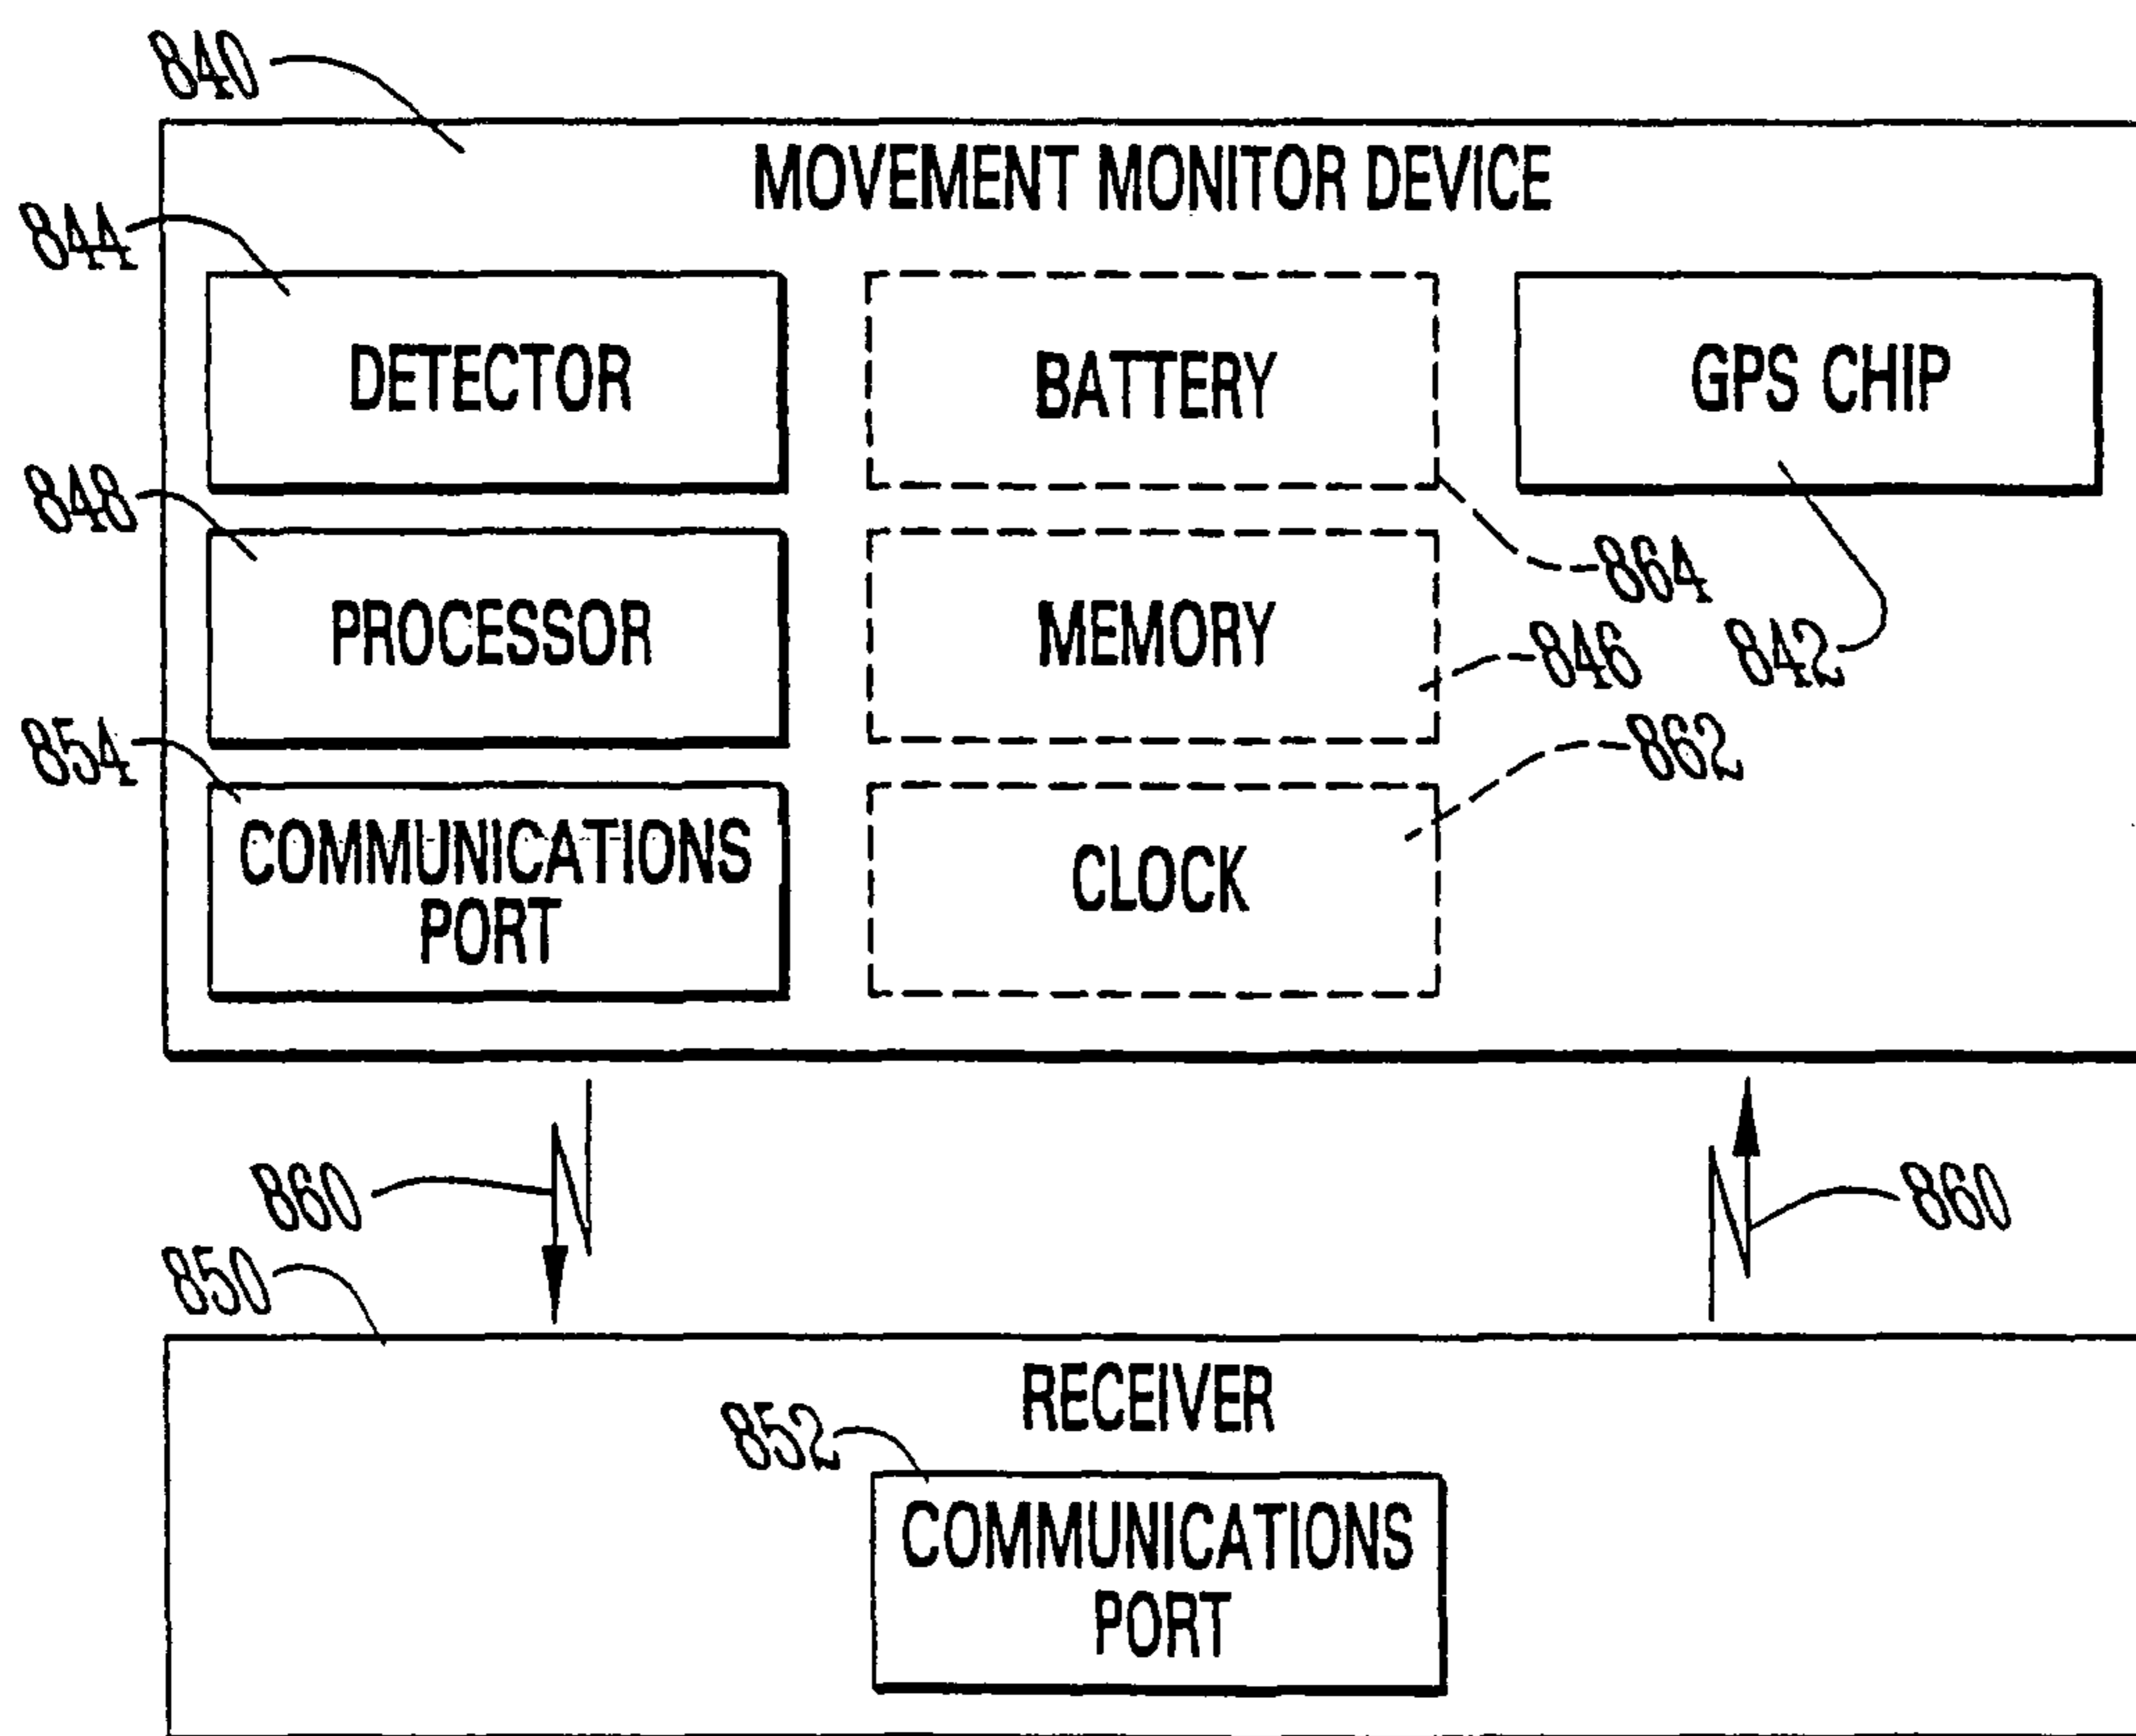 840
MOVEMENT MONITOR DEVICE
844
DETECTOR
BATTERY
GPS CHIP
848
864
PROCESSOR
MEMORY
846
842
854
862
COMMUNICATIONS
PORT
CLOCK
860
860
850
RECEIVER
852
COMMUNICATIONS
PORT